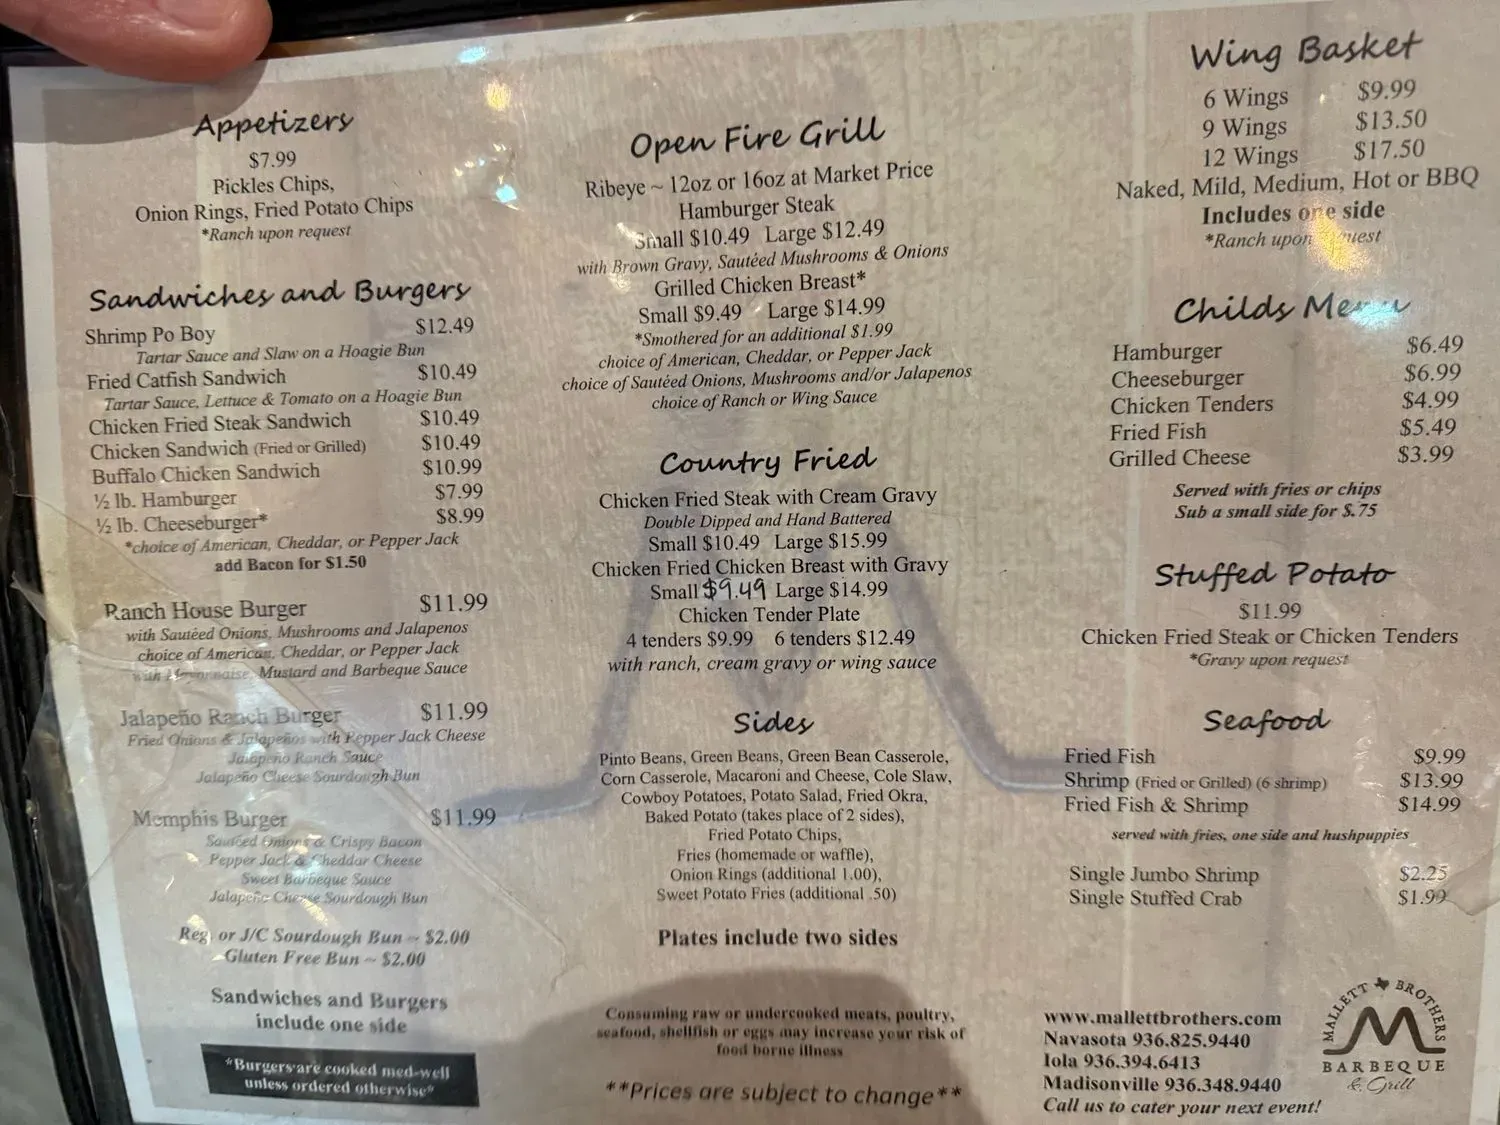 Appetizers
$7.99
Pickles Chips,
Onion Rings, Fried Potato Chips
*Ranch upon request
Sandwiches and Burgers
Shrimp Po Boy $12.49
Tartar Sauce and Slaw on a Hoagie Bun
Fried Catfish Sandwich $10.49
Tartar Sauce, Lettuce & Tomato on a Hoagie Bun
Chicken Fried Steak Sandwich $10.49
Chicken Sandwich (Fried or Grilled) $10.49
Buffalo Chicken Sandwich $10.99
½ lb. Hamburger $7.99
½ lb. Cheeseburger* $8.99
*choice of American, Cheddar, or Pepper Jack
add Bacon for $1.50
Ranch House Burger $11.99
with Sautéed Onions, Mushrooms and Jalapenos
choice of American, Cheddar, or Pepper Jack
with Mayonnaise, Mustard and Barbeque Sauce
Jalapeño Ranch Burger $11.99
Fried Onions & Jalapeños with Pepper Jack Cheese
Jalapeño Ranch Sauce
Jalapeño Cheese Sourdough Bun
Memphis Burger $11.99
Sautéed Onions & Crispy Bacon
Pepper Jack & Cheddar Cheese
Sweet Barbeque Sauce
Jalapeño Cheese Sourdough Bun
Reg. or J/C Sourdough Bun ~ $2.00
Gluten Free Bun ~ $2.00
Sandwiches and Burgers
include one side
*Burgers are cooked med-well
unless ordered otherwise*
Open Fire Grill
Ribeye ~ 12oz or 16oz at Market Price
Hamburger Steak
Small $10.49 Large $12.49
with Brown Gravy, Sautéed Mushrooms & Onions
Grilled Chicken Breast*
Small $9.49 Large $14.99
*Smothered for an additional $1.99
choice of American, Cheddar, or Pepper Jack
choice of Sautéed Onions, Mushrooms and/or Jalapenos
choice of Ranch or Wing Sauce
Country Fried
Chicken Fried Steak with Cream Gravy
Double Dipped and Hand Battered
Small $10.49 Large $15.99
Chicken Fried Chicken Breast with Gravy
Small $9.49 Large $14.99
Chicken Tender Plate
4 tenders $9.99 6 tenders $12.49
with ranch, cream gravy or wing sauce
Sides
Pinto Beans, Green Beans, Green Bean Casserole,
Corn Casserole, Macaroni and Cheese, Cole Slaw,
Cowboy Potatoes, Potato Salad, Fried Okra,
Baked Potato (takes place of 2 sides),
Fried Potato Chips,
Fries (homemade or waffle),
Onion Rings (additional 1.00),
Sweet Potato Fries (additional .50)
Plates include two sides
Consuming raw or undercooked meats, poultry,
seafood, shellfish or eggs may increase your risk of
food borne illness
**Prices are subject to change**
Wing Basket
6 Wings $9.99
9 Wings $13.50
12 Wings $17.50
Naked, Mild, Medium, Hot or BBQ
Includes one side
*Ranch upon request
Childs Menu
Hamburger $6.49
Cheeseburger $6.99
Chicken Tenders $4.99
Fried Fish $5.49
Grilled Cheese $3.99
Served with fries or chips
Sub a small side for $.75
Stuffed Potato
$11.99
Chicken Fried Steak or Chicken Tenders
*Gravy upon request
Seafood
Fried Fish $9.99
Shrimp (Fried or Grilled) (6 shrimp) $13.99
Fried Fish & Shrimp $14.99
served with fries, one side and hushpuppies
Single Jumbo Shrimp $2.25
Single Stuffed Crab $1.99
www.mallettbrothers.com
Navasota 936.825.9440
Iola 936.394.6413
Madisonville 936.348.9440
Call us to cater your next event!
MALLETT BROTHERS
M
BARBEQUE
& Grill